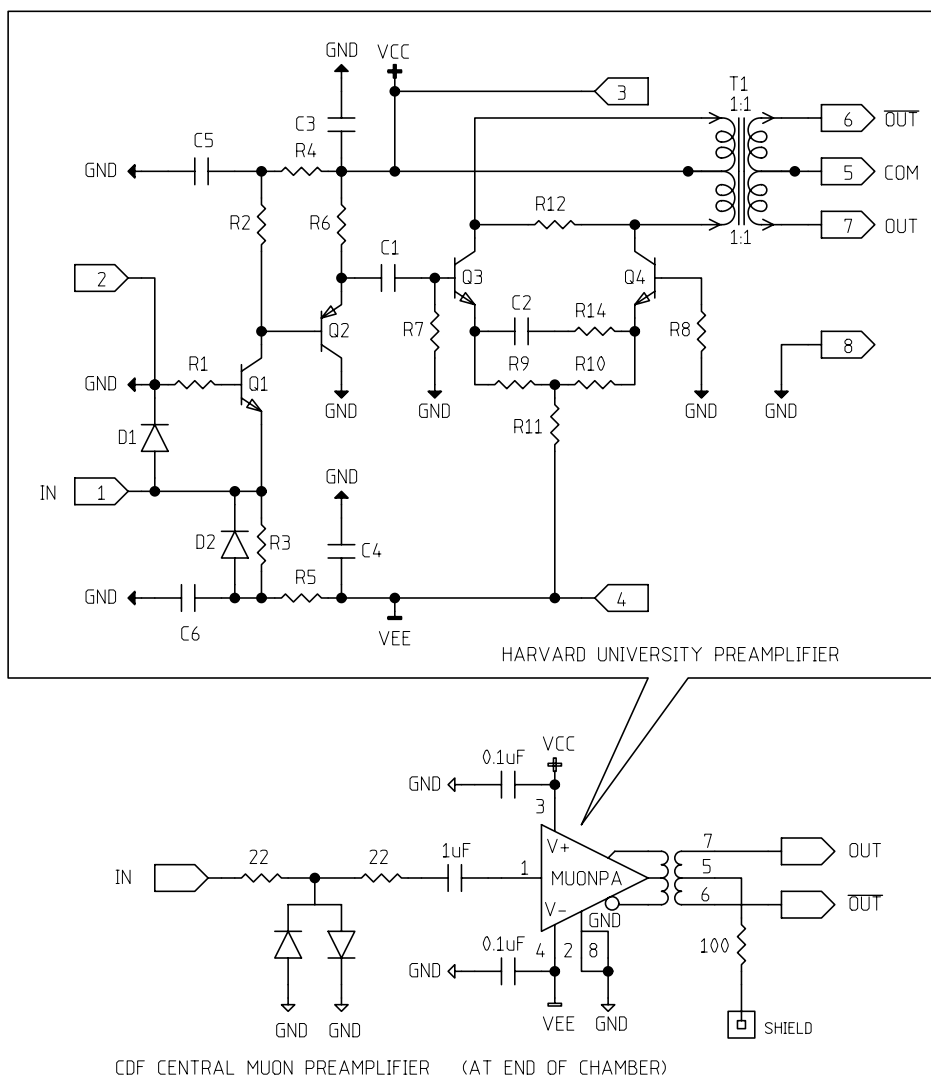 GND VCC
T1
1:1
3
6 OUT
C5 C3
R4
GND 5 COM
R2 R6 R12
C1 7 OUT
1:1
2 Q3 Q4
C2 R14
Q2 R7 R8
R1 R9 R10 8
GND Q1
GND GND GND GND
D1 R11
GND
IN 1
D2 R3 C4
R5
GND 4
C6
VEE
HARVARD UNIVERSITY PREAMPLIFIER
0.1uF VCC
GND
3
22 22 1uF V+ 7 OUT
IN 1 MUONPA 5
V- 6 OUT
GND
0.1uF 4 2 8 100
GND
GND GND VEE GND SHIELD
CDF CENTRAL MUON PREAMPLIFIER (AT END OF CHAMBER)